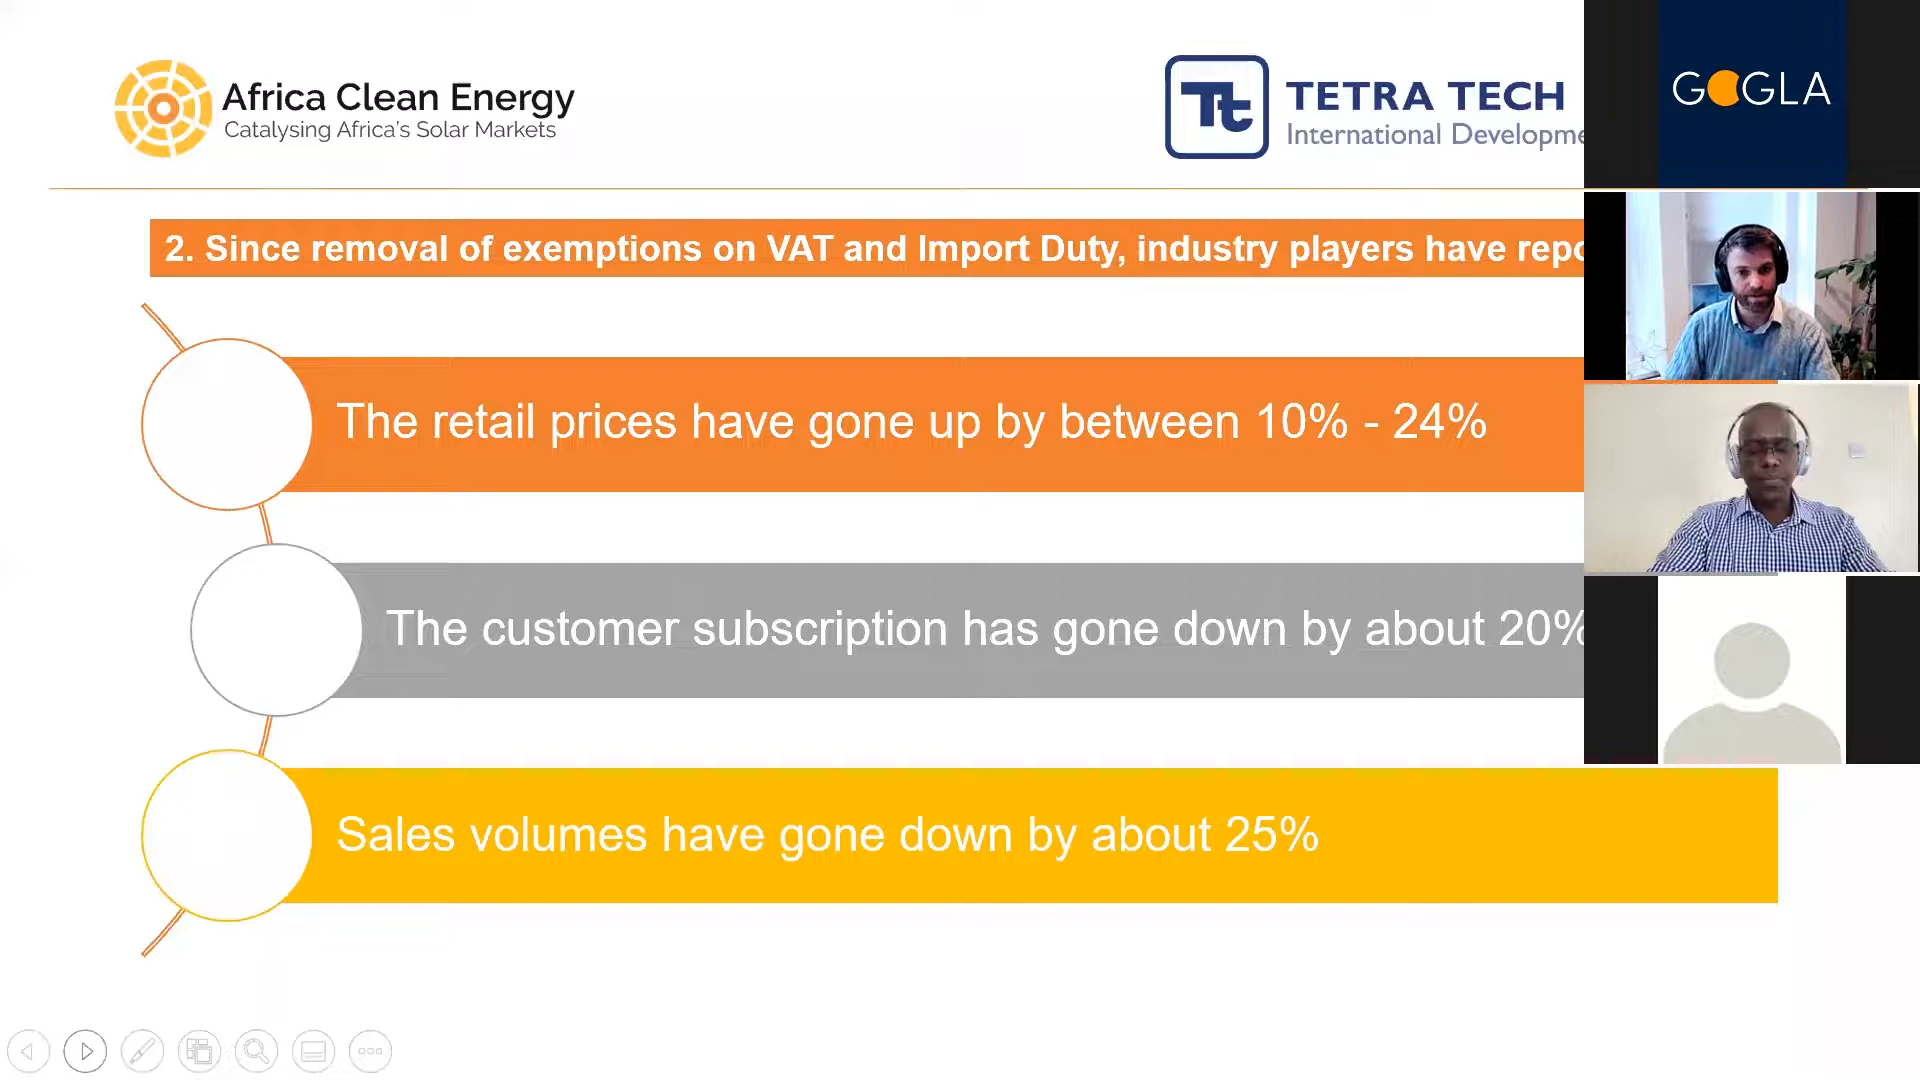 Africa Clean Energy
Catalysing Africa's Solar Markets
Tt
TETRA TECH
International Developme
GOGLA
2. Since removal of exemptions on VAT and Import Duty, industry players have repo
The retail prices have gone up by between 10% - 24%
The customer subscription has gone down by about 20%
Sales volumes have gone down by about 25%